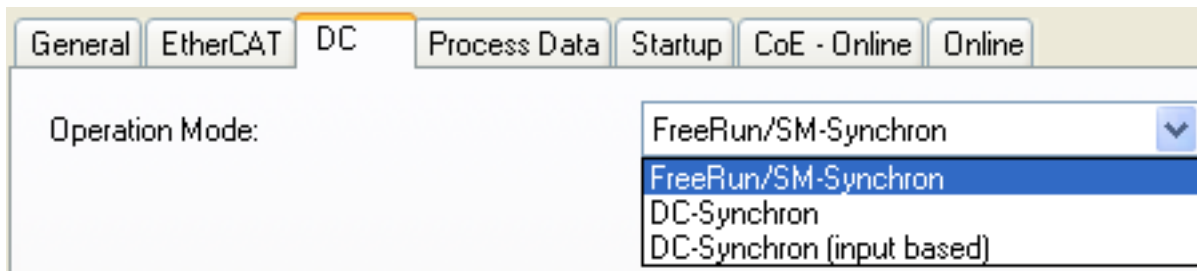 General EtherCAT DC Process Data Startup CoE - Online Online
Operation Mode: FreeRun/SM-Synchron
FreeRun/SM-Synchron
DC-Synchron
DC-Synchron (input based)